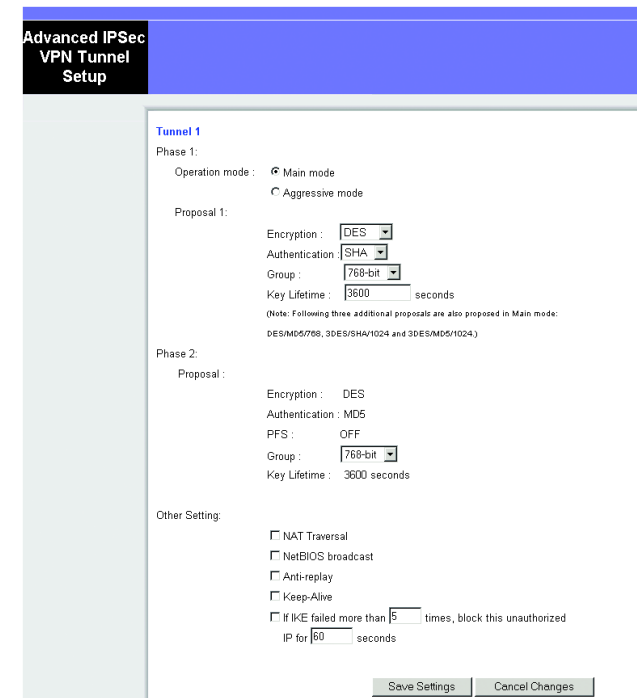 Advanced IPSec
VPN Tunnel
Setup
Tunnel 1
Phase 1:
Operation mode : Main mode
Aggressive mode
Proposal 1:
Encryption : DES
Authentication : SHA
Group : 768-bit
Key Lifetime : 3600 seconds
(Note: Following three additional proposals are also proposed in Main mode:
DES/MD5/768, 3DES/SHA/1024 and 3DES/MD5/1024.)
Phase 2:
Proposal :
Encryption : DES
Authentication : MD5
PFS : OFF
Group : 768-bit
Key Lifetime : 3600 seconds
Other Setting:
NAT Traversal
NetBIOS broadcast
Anti-replay
Keep-Alive
If IKE failed more than 5 times, block this unauthorized
IP for 60 seconds
Save Settings Cancel Changes